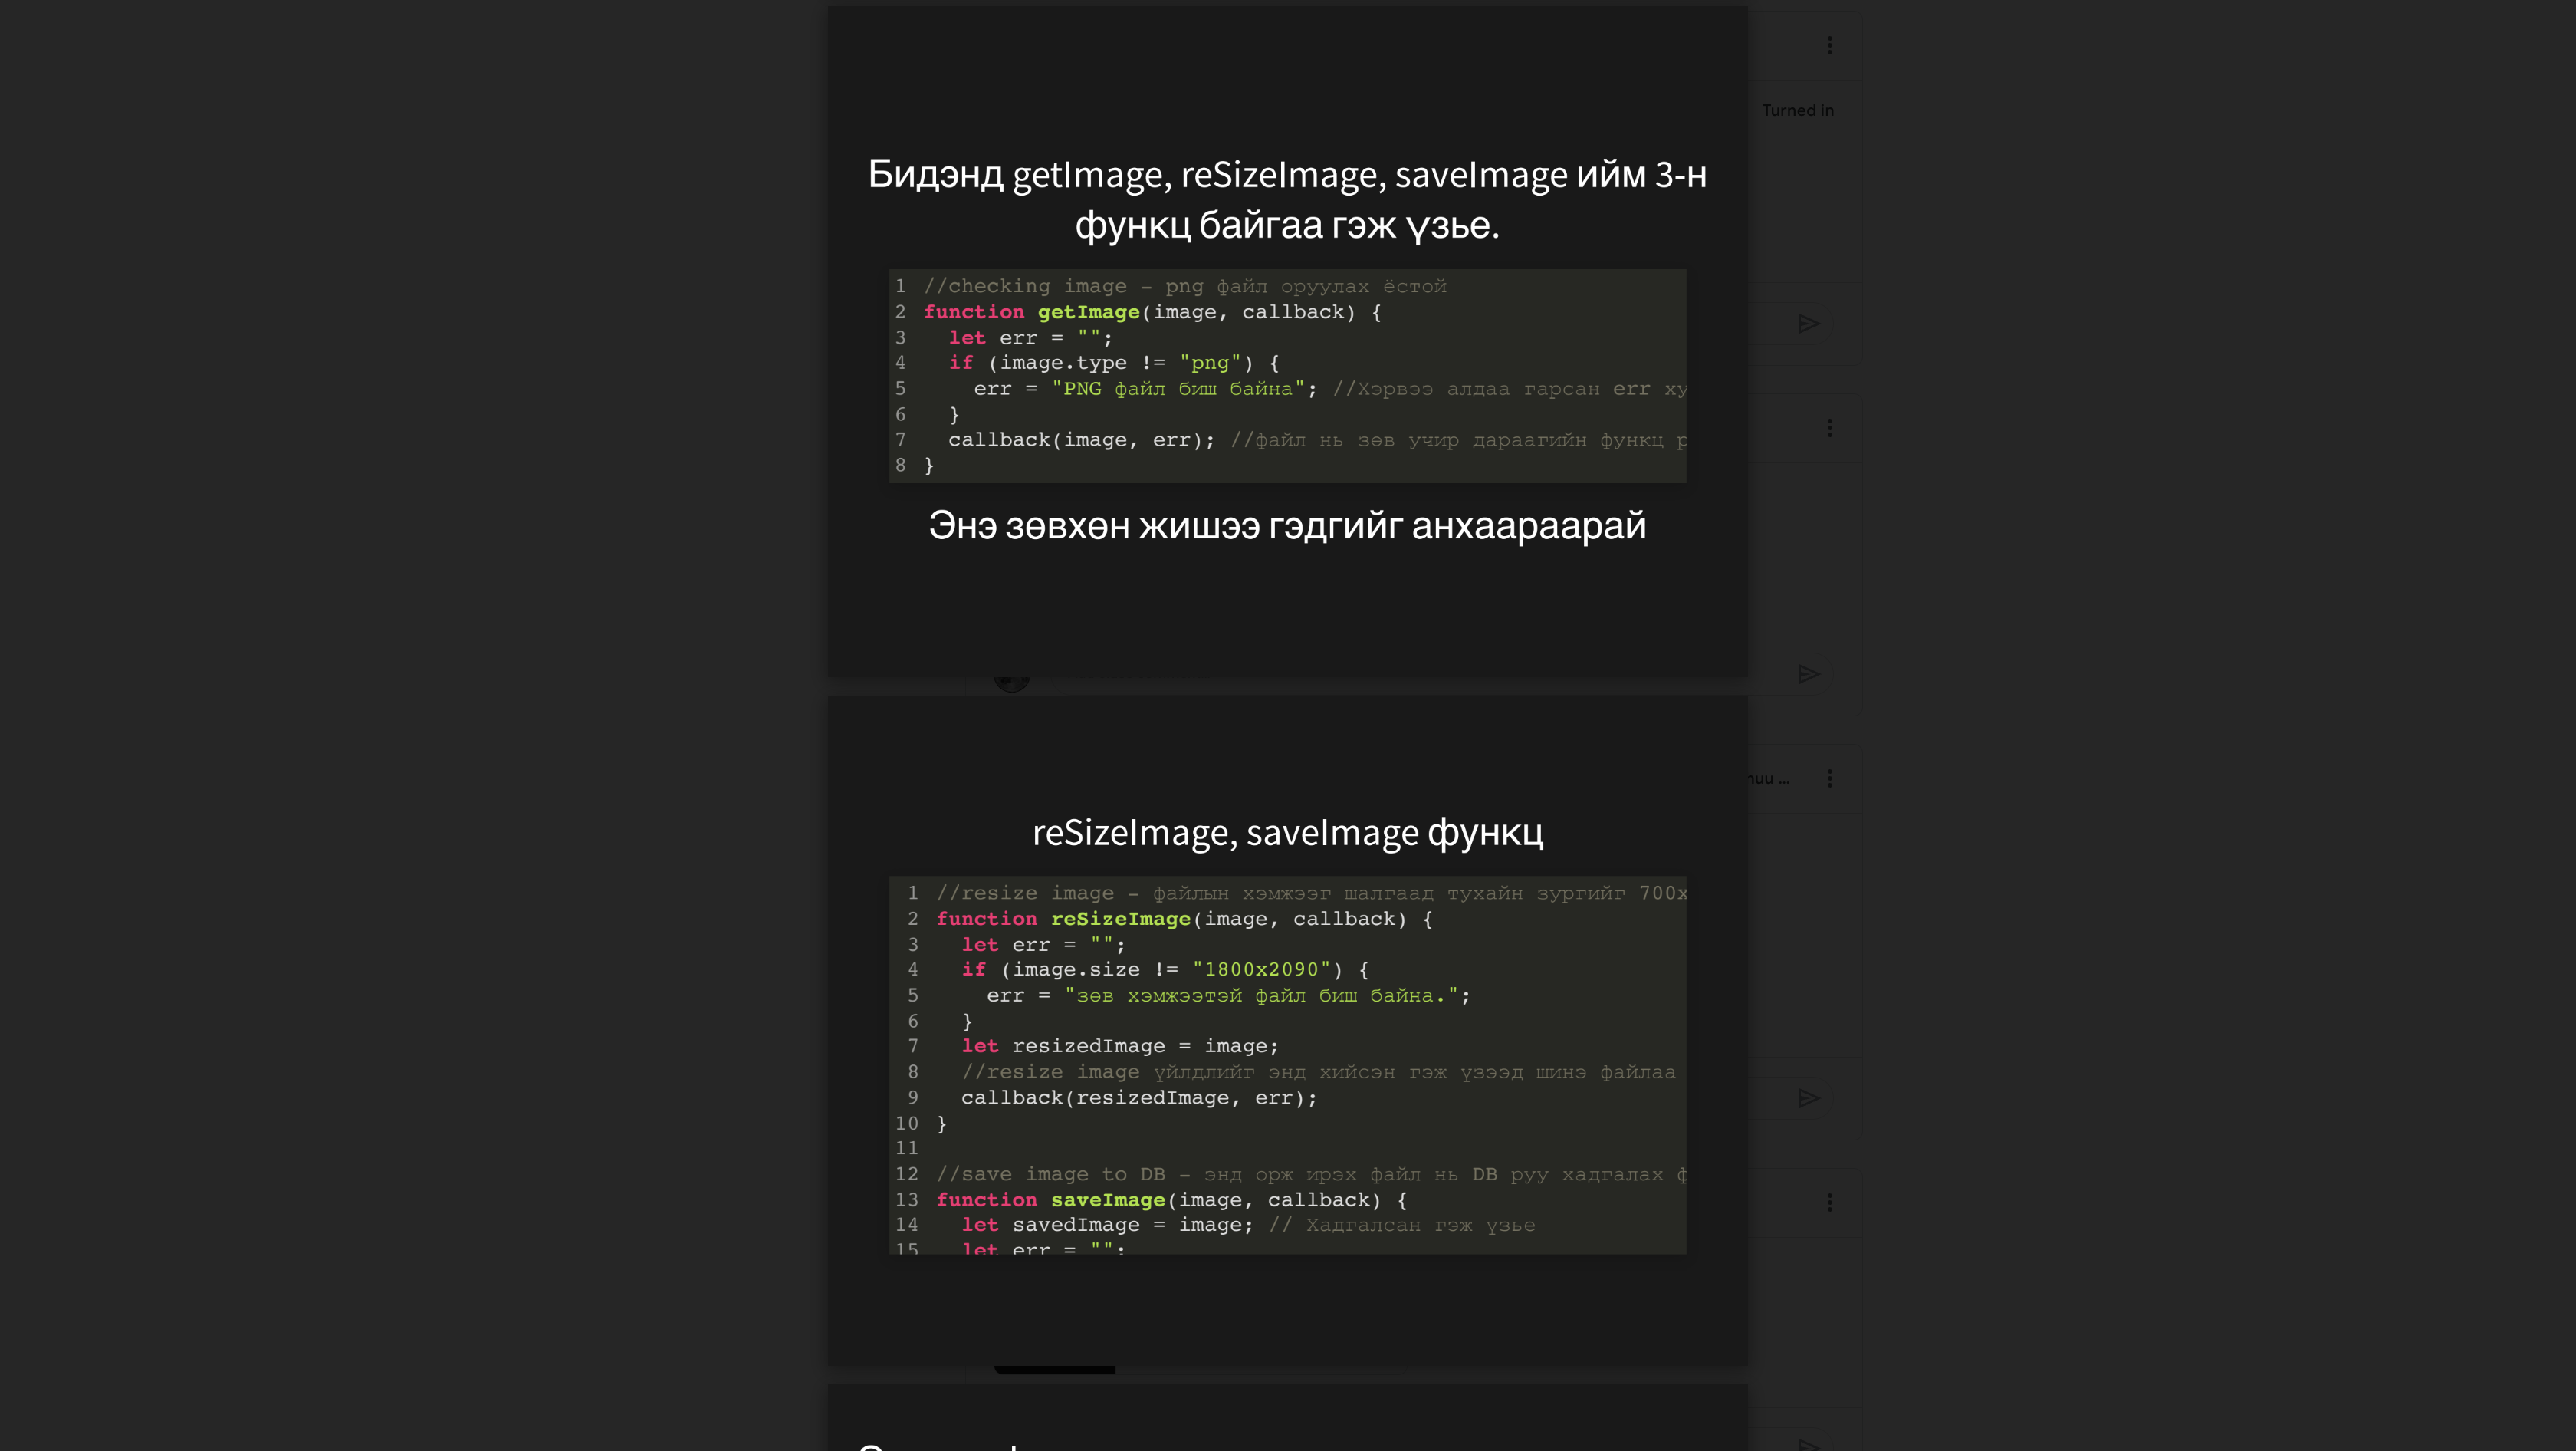 Turned in
Бидэнд getImage, reSizeImage, saveImage ийм 3-н
функц байгаа гэж үзье.
1 //checking image - png файл оруулах ёстой
2 function getImage(image, callback) {
3   let err = "";
4   if (image.type != "png") {
5     err = "PNG файл биш байна"; //Хэрвээ алдаа гарсан err
6   }
7   callback(image, err); //файл нь зөв учир дараагийн функц
8 }
Энэ зөвхөн жишээ гэдгийг анхаараарай
reSizeImage, saveImage функц
1 //resize image - файлын хэмжээг шалгаад тухайн зургийг 700x
2 function reSizeImage(image, callback) {
3   let err = "";
4   if (image.size != "1800x2090") {
5     err = "зөв хэмжээтэй файл биш байна.";
6   }
7   let resizedImage = image;
8   //resize image үйлдлийг энд хийсэн гэж үзээд шинэ файлаа
9   callback(resizedImage, err);
10 }
11
12 //save image to DB - энд орж ирэх файл нь DB руу хадгалах
13 function saveImage(image, callback) {
14   let savedImage = image; // Хадгалсан гэж үзье
15   let err = "";